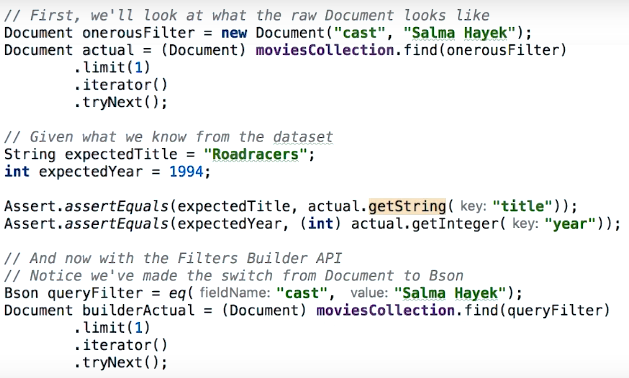 // First, we'll look at what the raw Document looks like
Document onerousFilter = new Document("cast", "Salma Hayek");
Document actual = (Document) moviesCollection.find(onerousFilter)
.limit(1)
.iterator()
.tryNext();
// Given what we know from the dataset
String expectedTitle = "Roadracers";
int expectedYear = 1994;
Assert.assertEquals(expectedTitle, actual.getString( key: "title"));
Assert.assertEquals(expectedYear, (int) actual.getInteger( key: "year"));
// And now with the Filters Builder API
// Notice we've made the switch from Document to Bson
Bson queryFilter = eq( fieldName: "cast", value: "Salma Hayek");
Document builderActual = (Document) moviesCollection.find(queryFilter)
.limit(1)
.iterator()
.tryNext();